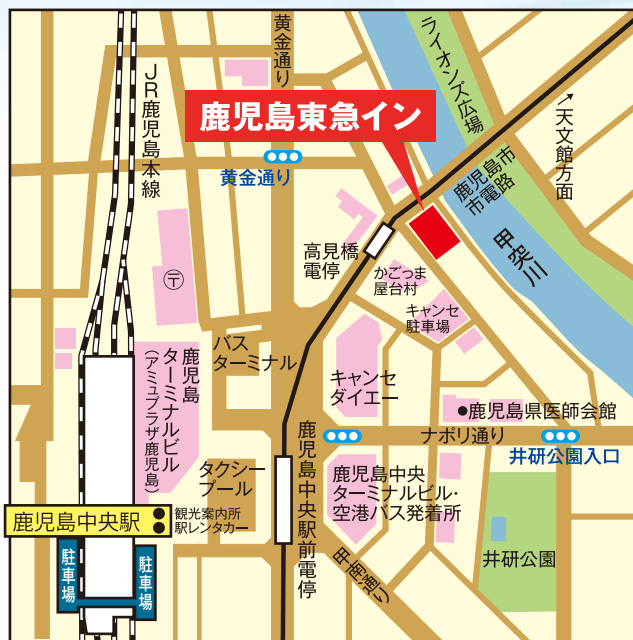 黄金通り
ライオンズ広場
JR鹿児島本線
鹿児島東急イン
↗天文館方面
黄金通り
鹿児島市
市電路
甲突川
高見橋
電停
かごっま
屋台村
〒
キャンセ
駐車場
バス
ターミナル
鹿児島
ターミナルビル
(アミュプラザ鹿児島)
キャンセ
ダイエー
●鹿児島県医師会館
ナポリ通り
井研公園入口
鹿児島中央駅前電停
タクシー
プール
鹿児島中央
ターミナルビル・
空港バス発着所
鹿児島中央駅
●観光案内所
●駅レンタカー
甲南通り
井研公園
駐車場
駐車場